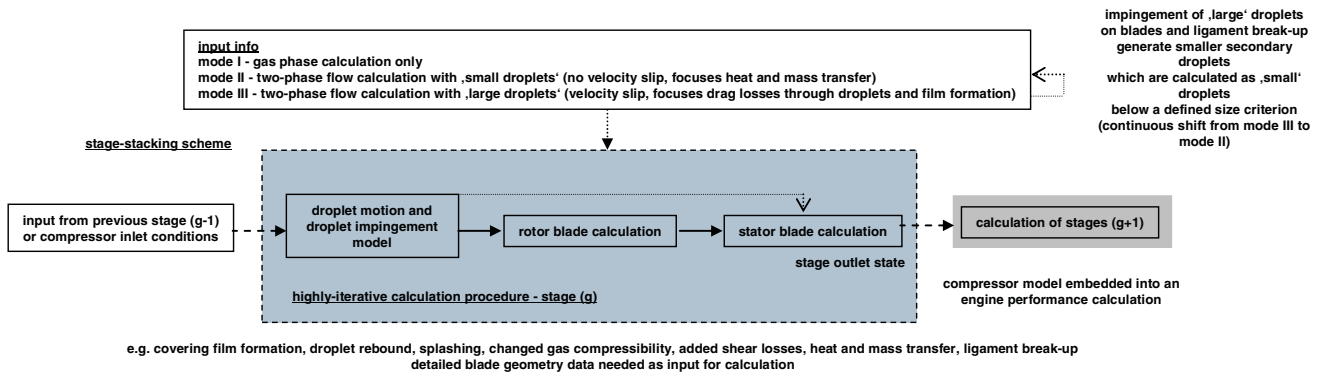 input info
mode I - gas phase calculation only
mode II - two-phase flow calculation with ‚small droplets‘ (no velocity slip, focuses heat and mass transfer)
mode III - two-phase flow calculation with ‚large droplets‘ (velocity slip, focuses drag losses through droplets and film formation)
impingement of ‚large‘ droplets
on blades and ligament break-up
generate smaller secondary
droplets
which are calculated as ‚small‘
droplets
below a defined size criterion
(continuous shift from mode III to
mode II)
stage-stacking scheme
input from previous stage (g-1)
or compressor inlet conditions
droplet motion and
droplet impingement
model
rotor blade calculation
stator blade calculation
stage outlet state
highly-iterative calculation procedure - stage (g)
calculation of stages (g+1)
compressor model embedded into an
engine performance calculation
e.g. covering film formation, droplet rebound, splashing, changed gas compressibility, added shear losses, heat and mass transfer, ligament break-up
detailed blade geometry data needed as input for calculation